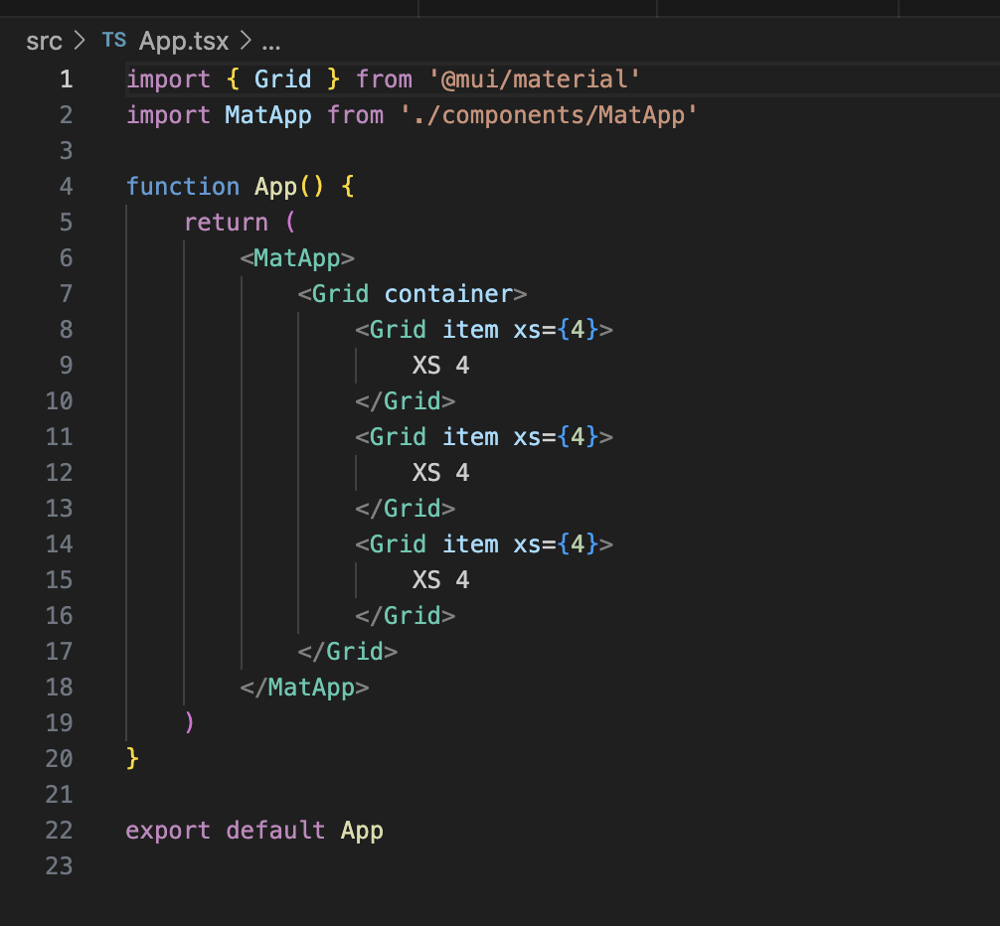 src > TS App.tsx > ...
1 import { Grid } from '@mui/material'
2 import MatApp from './components/MatApp'
3
4 function App() {
5     return (
6         <MatApp>
7             <Grid container>
8                 <Grid item xs={4}>
9                     XS 4
10                 </Grid>
11                 <Grid item xs={4}>
12                     XS 4
13                 </Grid>
14                 <Grid item xs={4}>
15                     XS 4
16                 </Grid>
17             </Grid>
18         </MatApp>
19     )
20 }
21
22 export default App
23